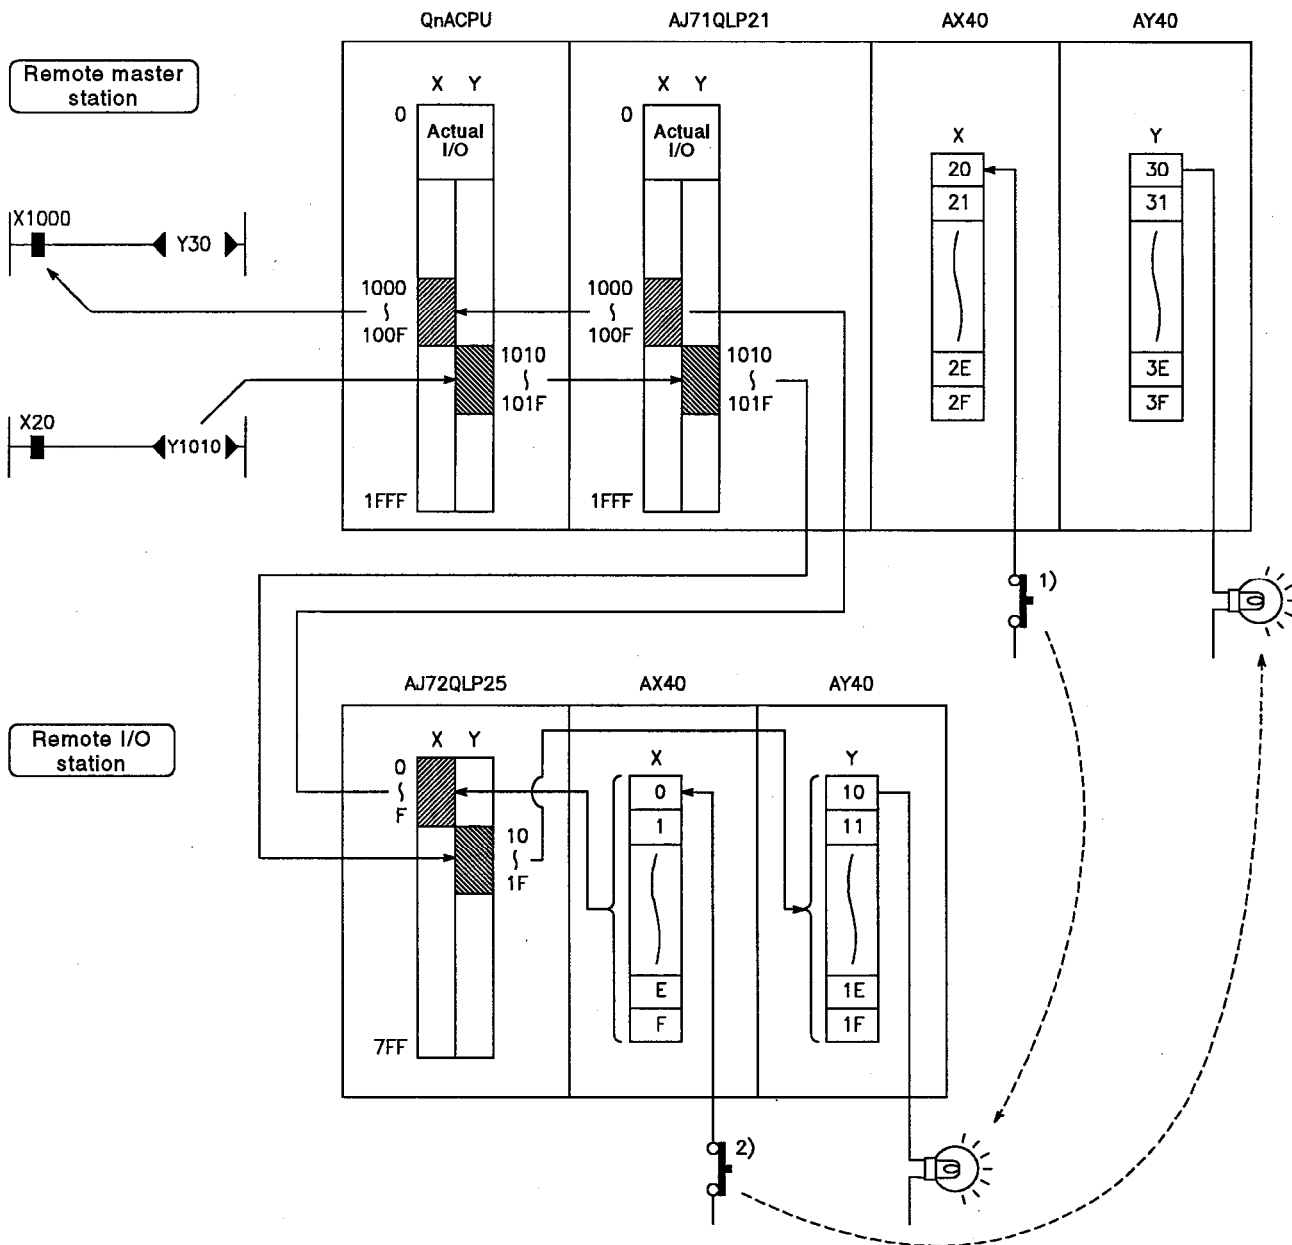 QnACPU AJ71QLP21 AX40 AY40
Remote master
station
X Y X Y
0 0
Actual
I/O
Actual
I/O
X Y
20 30
21 31
X1000
Y30
1000
∫
100F
1000
∫
100F
1010
∫
101F
1010
∫
101F
2E 3E
2F 3F
X20
Y1010
1FFF 1FFF
1)
AJ72QLP25 AX40 AY40
Remote I/O
station
X Y X Y
0
∫
F
0 10
1 11
10
∫
1F
E 1E
F 1F
7FF
2)